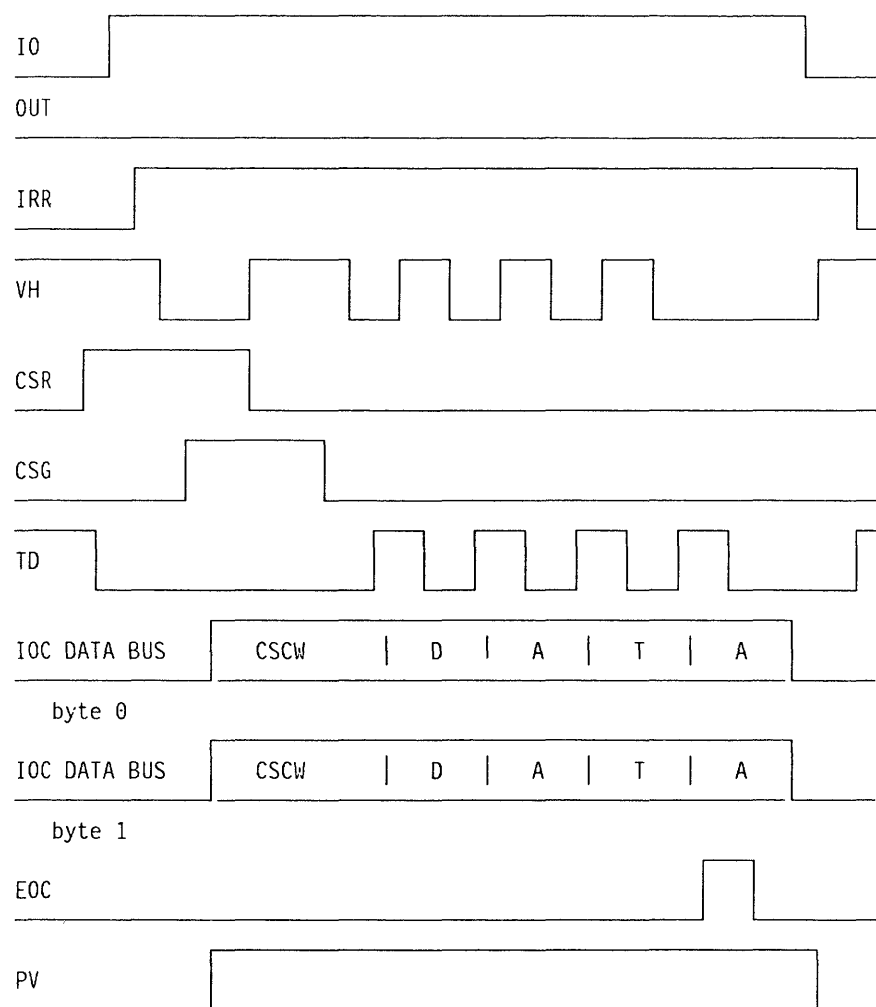 IO
OUT
IRR
VH
CSR
CSG
TD
IOC DATA BUS CSCW | D | A | T | A
byte 0
IOC DATA BUS CSCW | D | A | T | A
byte 1
EOC
PV